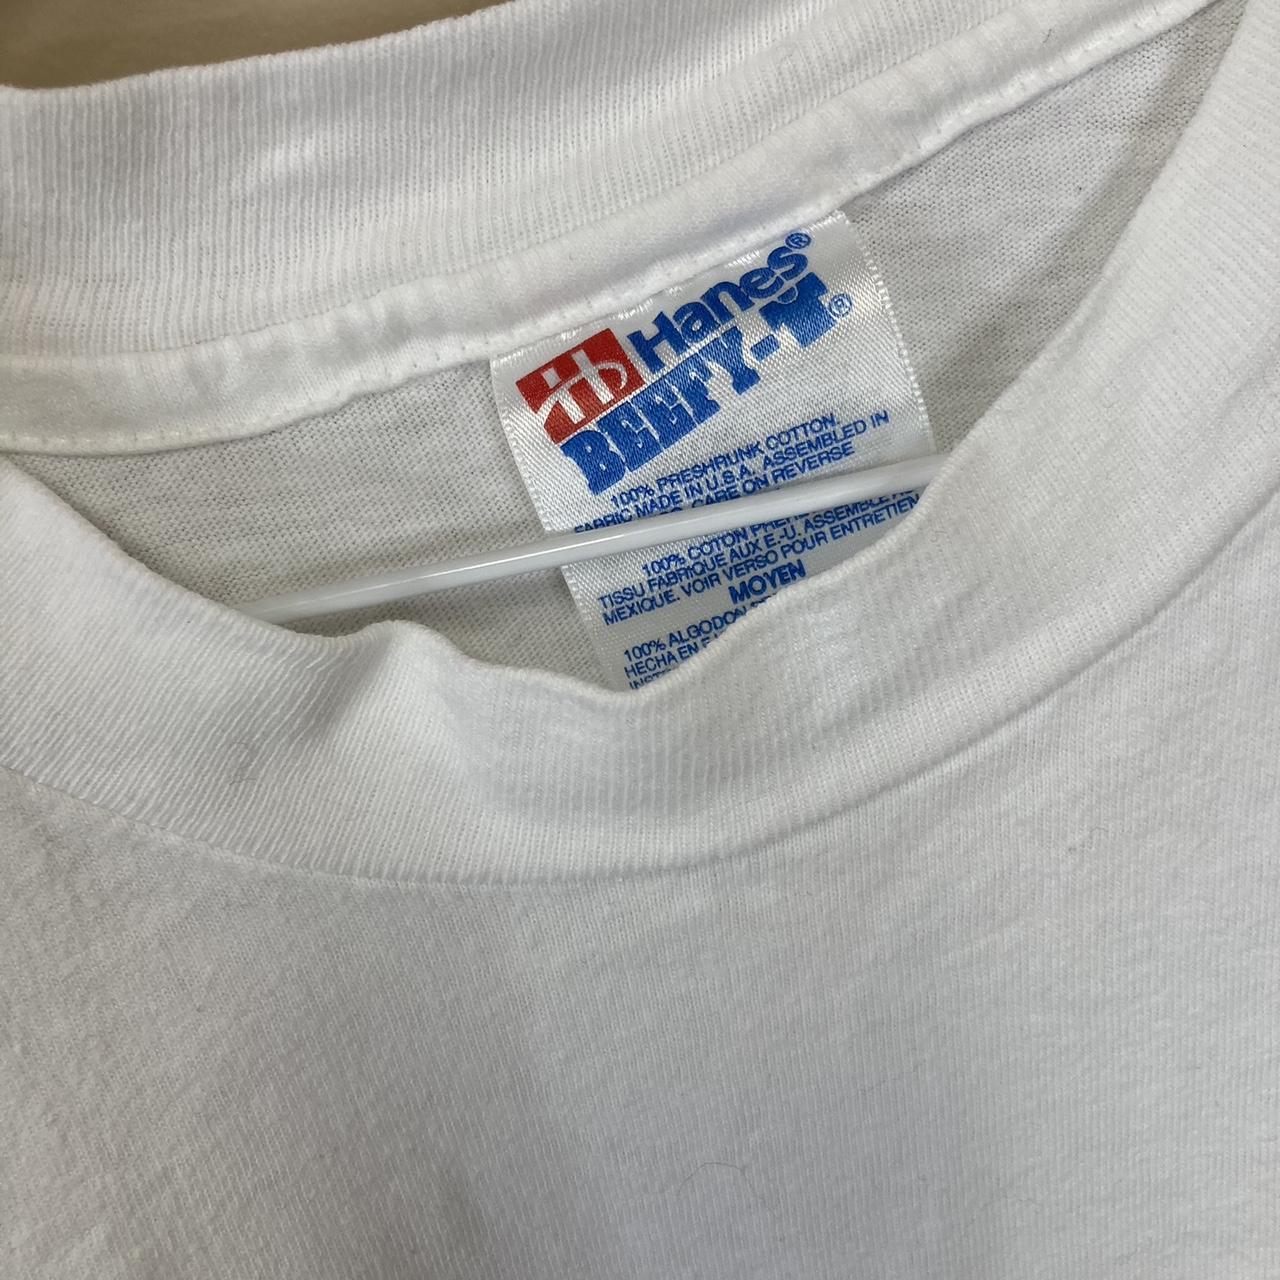 Hanes®
BEEFY-T®
100% PRESHRUNK COTTON
FABRIC MADE IN U.S.A. ASSEMBLED IN
CARE ON REVERSE
100% COTON
TISSU FABRIQUE AUX E.-U. ASSEMBLE AU
MEXIQUE. VOIR VERSO POUR ENTRETIEN
MOYEN
100% ALGODON
HECHA EN